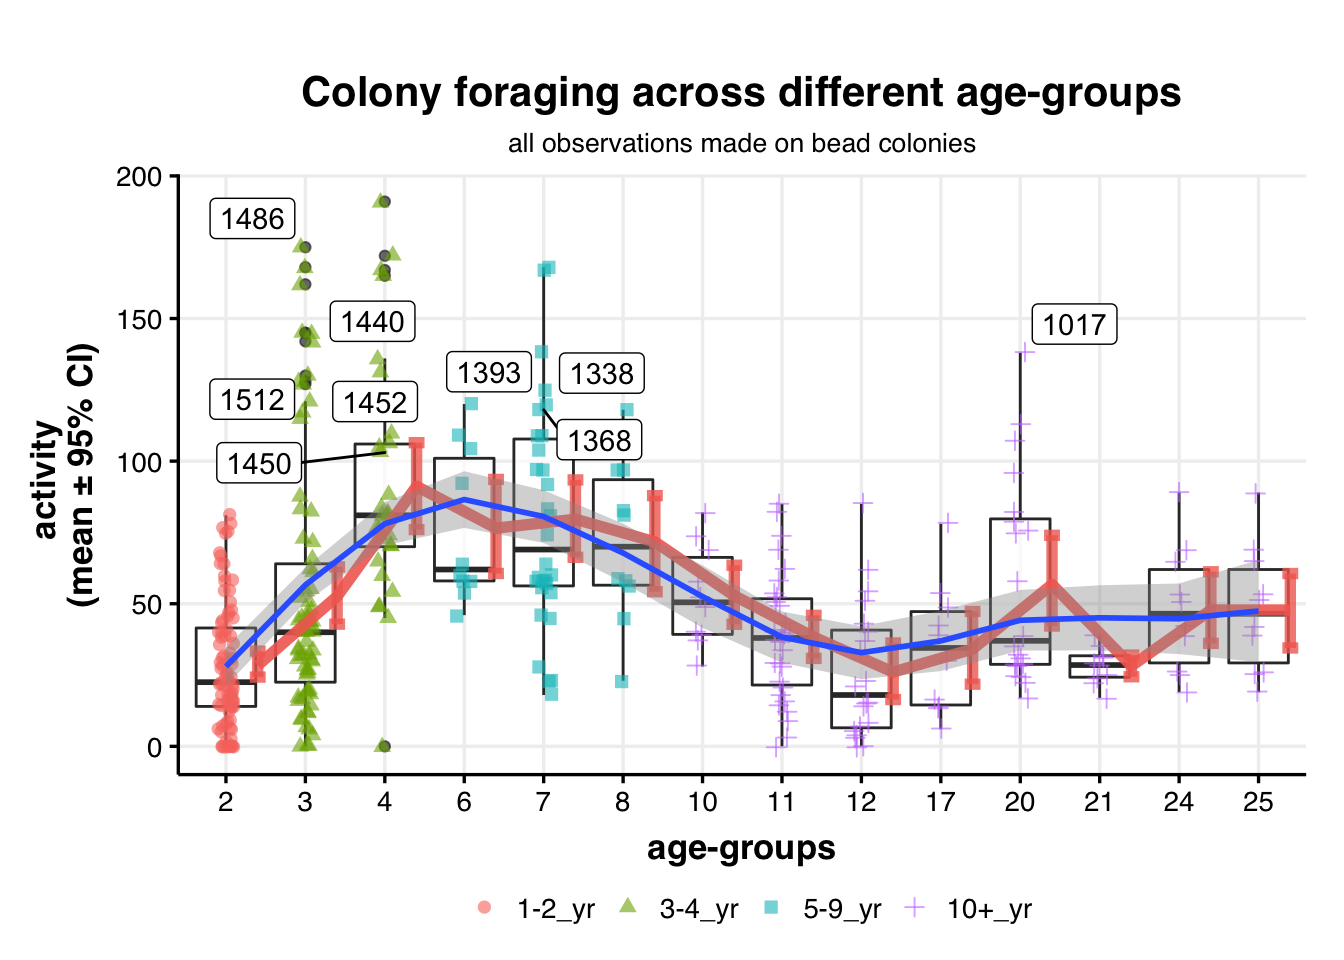 Colony foraging across different age-groups
all observations made on bead colonies
activity
(mean ± 95% CI)
200
150
100
50
0
1486
1440
1017
1393
1338
1512
1452
1368
1450
2 3 4 6 7 8 10 11 12 17 20 21 24 25
age-groups
1-2_yr 3-4_yr 5-9_yr 10+_yr